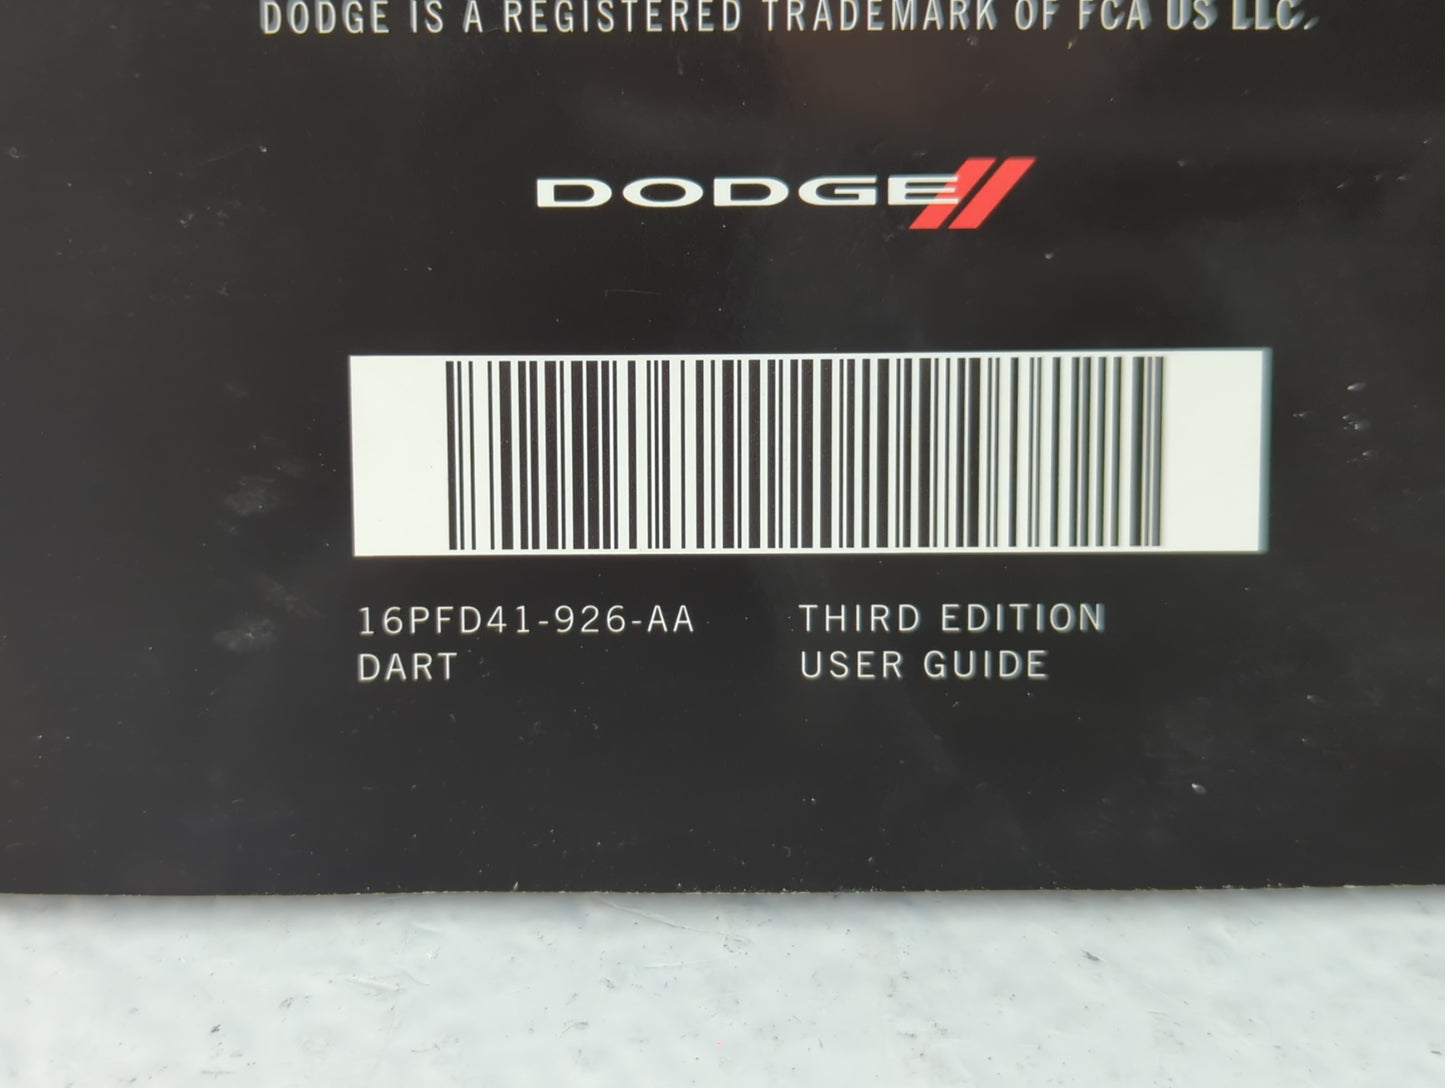 DODGE IS A REGISTERED TRADEMARK OF FCA US LLC.
DODGE
16PFD41-926-AA
DART
THIRD EDITION
USER GUIDE